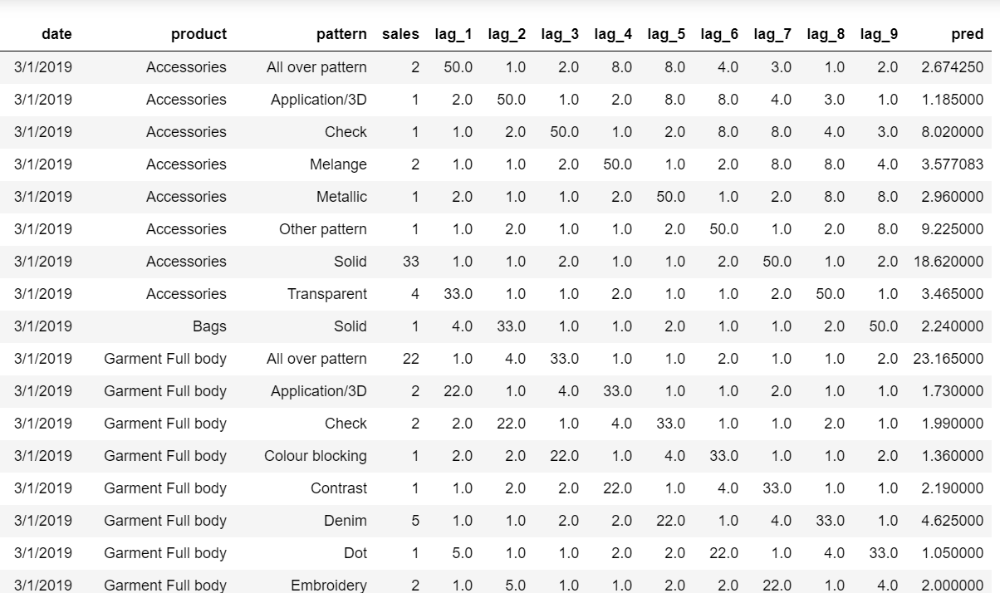 date product pattern sales lag_1 lag_2 lag_3 lag_4 lag_5 lag_6 lag_7 lag_8 lag_9 pred
3/1/2019 Accessories All over pattern 2 50.0 1.0 2.0 8.0 8.0 4.0 3.0 1.0 2.0 2.674250
3/1/2019 Accessories Application/3D 1 2.0 50.0 1.0 2.0 8.0 8.0 4.0 3.0 1.0 1.185000
3/1/2019 Accessories Check 1 1.0 2.0 50.0 1.0 2.0 8.0 8.0 4.0 3.0 8.020000
3/1/2019 Accessories Melange 2 1.0 1.0 2.0 50.0 1.0 2.0 8.0 8.0 4.0 3.577083
3/1/2019 Accessories Metallic 1 2.0 1.0 1.0 2.0 50.0 1.0 2.0 8.0 8.0 2.960000
3/1/2019 Accessories Other pattern 1 1.0 2.0 1.0 1.0 2.0 50.0 1.0 2.0 8.0 9.225000
3/1/2019 Accessories Solid 33 1.0 1.0 2.0 1.0 1.0 2.0 50.0 1.0 2.0 18.620000
3/1/2019 Accessories Transparent 4 33.0 1.0 1.0 2.0 1.0 1.0 2.0 50.0 1.0 3.465000
3/1/2019 Bags Solid 1 4.0 33.0 1.0 1.0 2.0 1.0 1.0 2.0 50.0 2.240000
3/1/2019 Garment Full body All over pattern 22 1.0 4.0 33.0 1.0 1.0 2.0 1.0 1.0 2.0 23.165000
3/1/2019 Garment Full body Application/3D 2 22.0 1.0 4.0 33.0 1.0 1.0 2.0 1.0 1.0 1.730000
3/1/2019 Garment Full body Check 2 2.0 22.0 1.0 4.0 33.0 1.0 1.0 2.0 1.0 1.990000
3/1/2019 Garment Full body Colour blocking 1 2.0 2.0 22.0 1.0 4.0 33.0 1.0 1.0 2.0 1.360000
3/1/2019 Garment Full body Contrast 1 1.0 2.0 2.0 22.0 1.0 4.0 33.0 1.0 1.0 2.190000
3/1/2019 Garment Full body Denim 5 1.0 1.0 2.0 2.0 22.0 1.0 4.0 33.0 1.0 4.625000
3/1/2019 Garment Full body Dot 1 5.0 1.0 1.0 2.0 2.0 22.0 1.0 4.0 33.0 1.050000
3/1/2019 Garment Full body Embroidery 2 1.0 5.0 1.0 1.0 2.0 2.0 22.0 1.0 4.0 2.000000